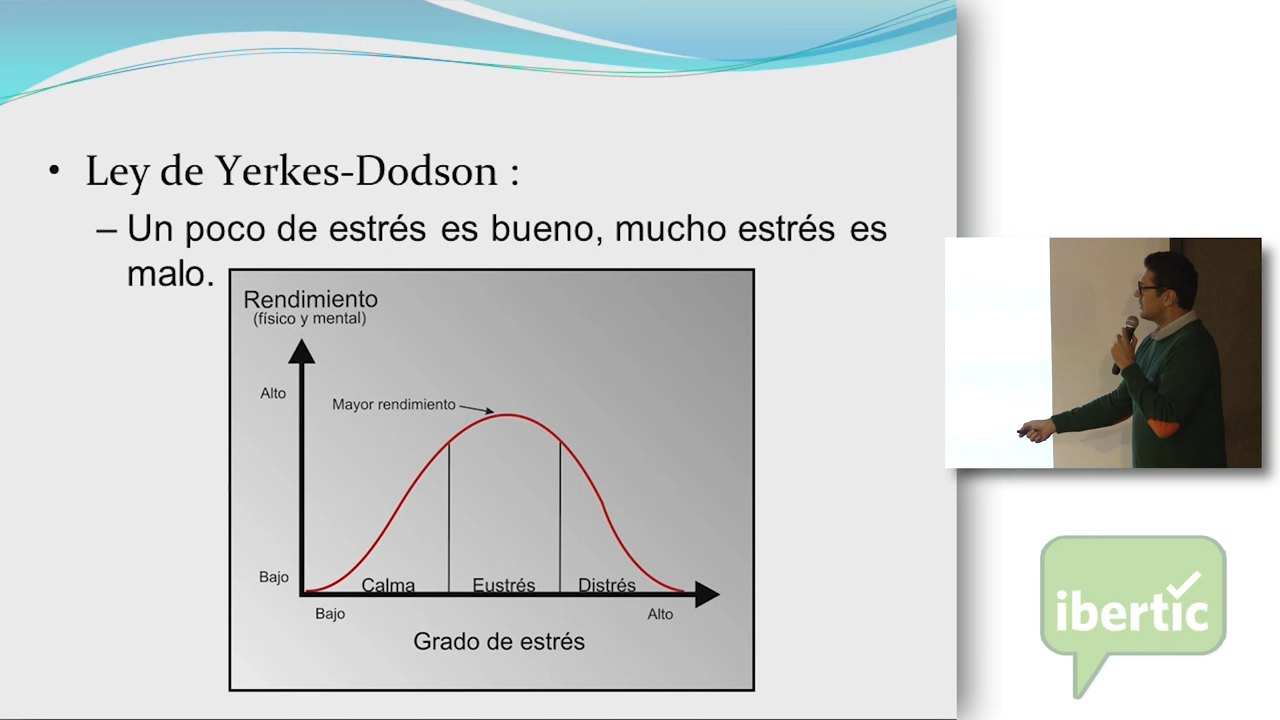 • Ley de Yerkes-Dodson :
– Un poco de estrés es bueno, mucho estrés es
malo.
Rendimiento
(físico y mental)
Alto
Mayor rendimiento
Bajo
Calma
Eustrés
Distrés
Bajo
Alto
Grado de estrés
ibertic